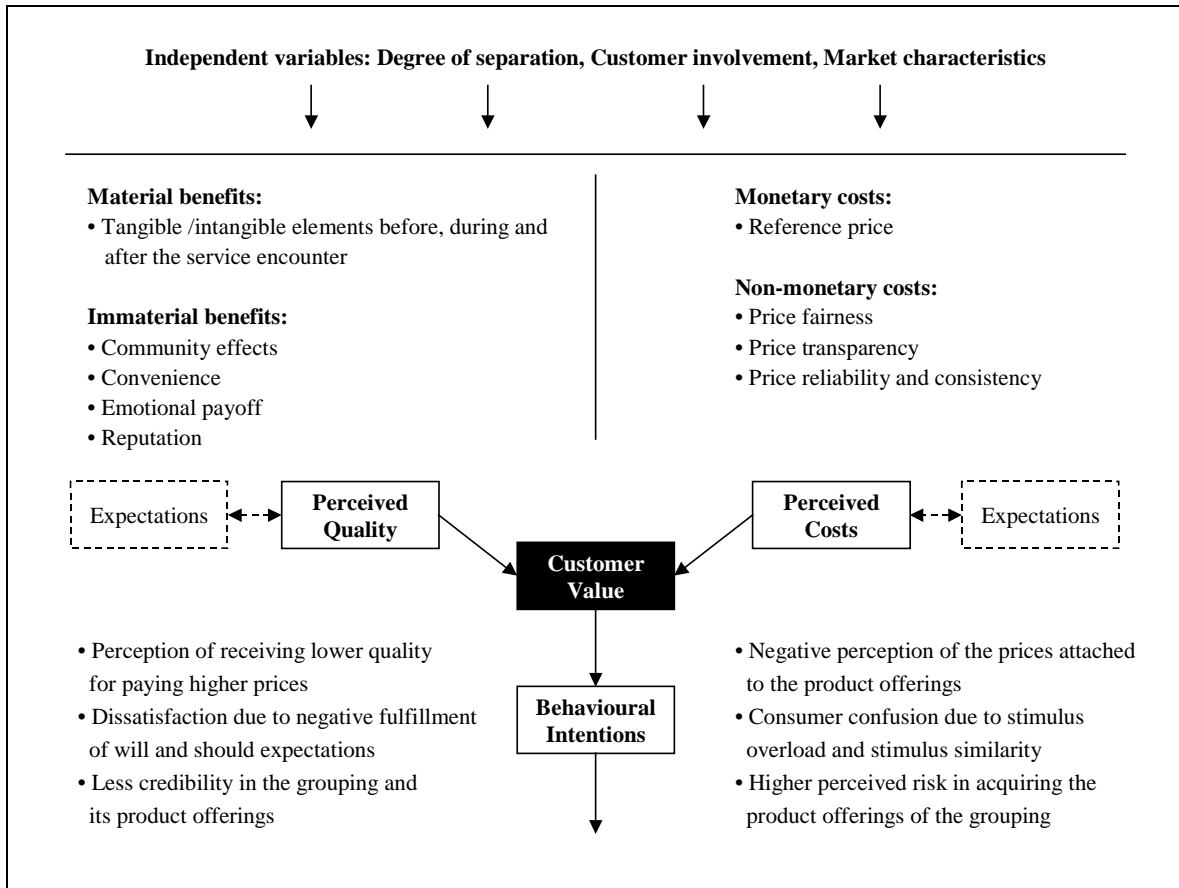 Independent variables: Degree of separation, Customer involvement, Market characteristics
Material benefits:
• Tangible /intangible elements before, during and
after the service encounter
Immaterial benefits:
• Community effects
• Convenience
• Emotional payoff
• Reputation
Monetary costs:
• Reference price
Non-monetary costs:
• Price fairness
• Price transparency
• Price reliability and consistency
Expectations
Perceived
Quality
Customer
Value
Perceived
Costs
Expectations
• Perception of receiving lower quality
for paying higher prices
• Dissatisfaction due to negative fulfillment
of will and should expectations
• Less credibility in the grouping and
its product offerings
Behavioural
Intentions
• Negative perception of the prices attached
to the product offerings
• Consumer confusion due to stimulus
overload and stimulus similarity
• Higher perceived risk in acquiring the
product offerings of the grouping